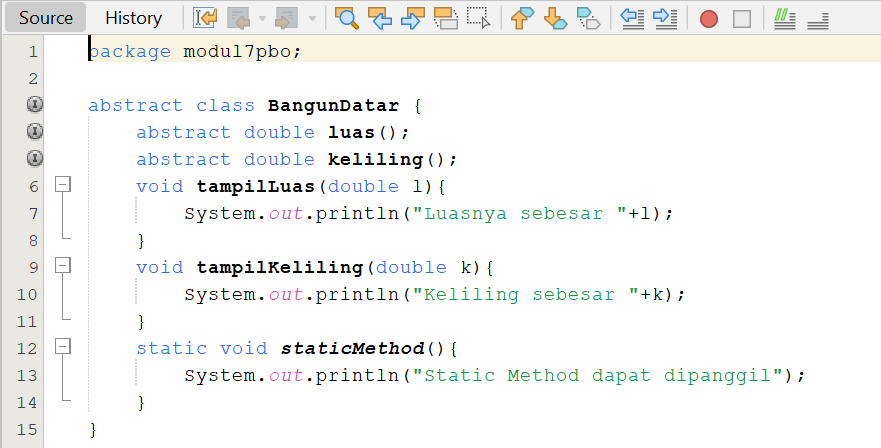 Source History
1 package modul7pbo;
2
abstract class BangunDatar {
abstract double luas();
abstract double keliling();
6 void tampilLuas(double l){
7 System.out.println("Luasnya sebesar "+l);
8 }
9 void tampilKeliling(double k){
10 System.out.println("Keliling sebesar "+k);
11 }
12 static void staticMethod(){
13 System.out.println("Static Method dapat dipanggil");
14 }
15 }